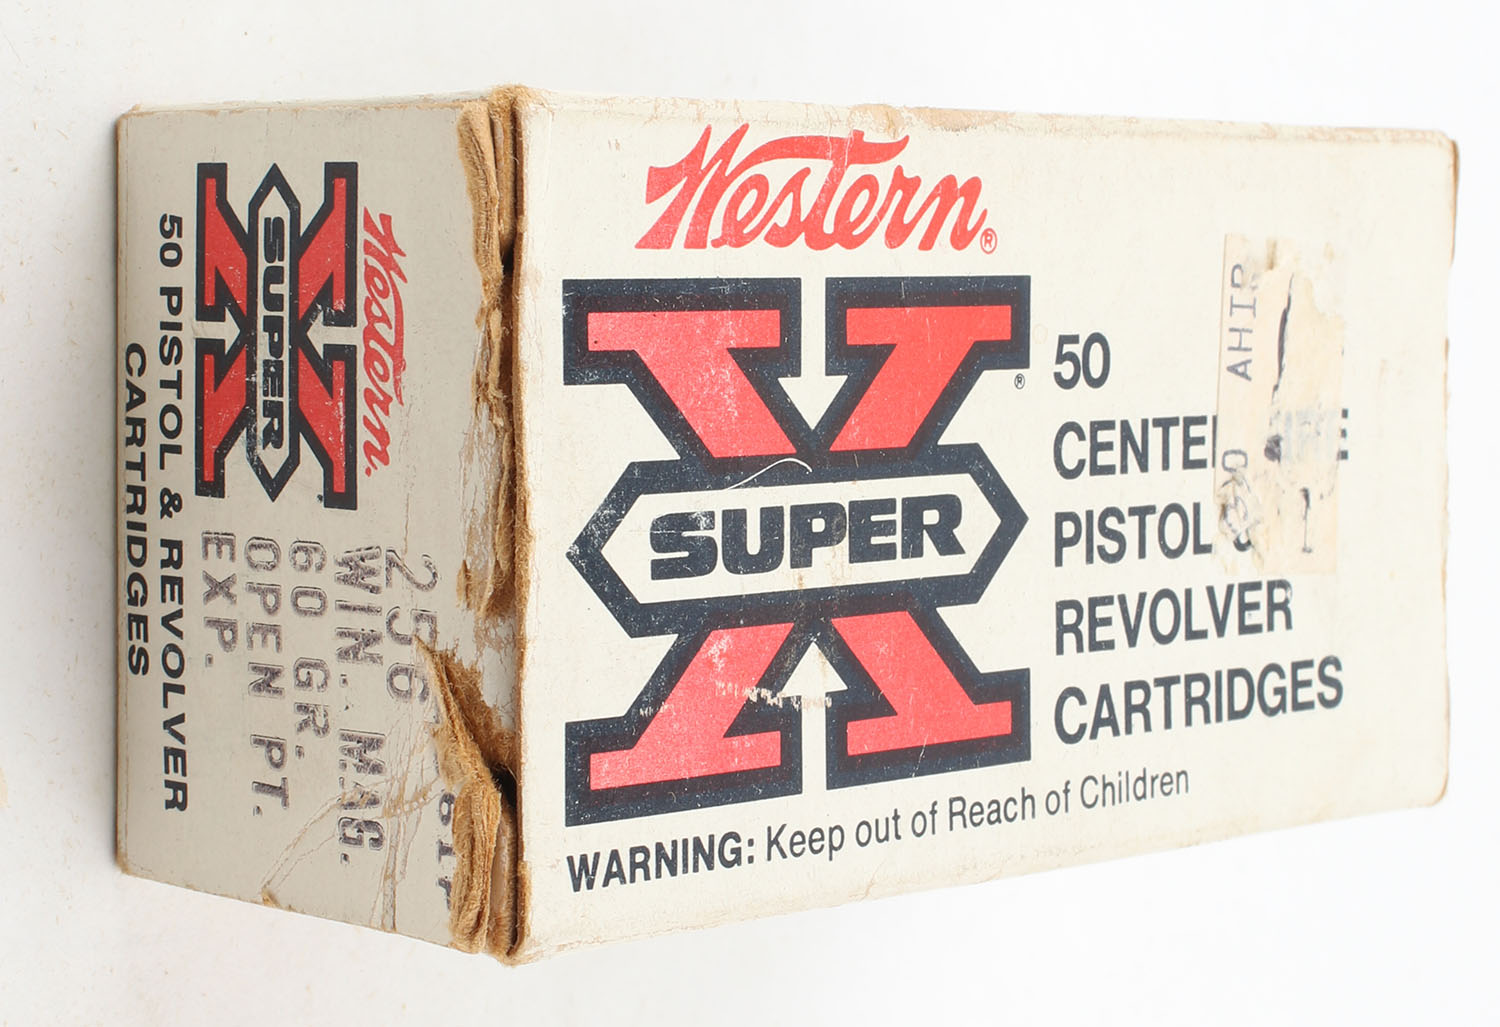 Western®
X®
SUPER
50
CENTE
PISTOL &
REVOLVER
CARTRIDGES
WARNING: Keep out of Reach of Children
AHIR
Western.
X
SUPER
50 PISTOL & REVOLVER
CARTRIDGES
256
WIN. MAG.
60 GR.
OPEN PT.
EXP.